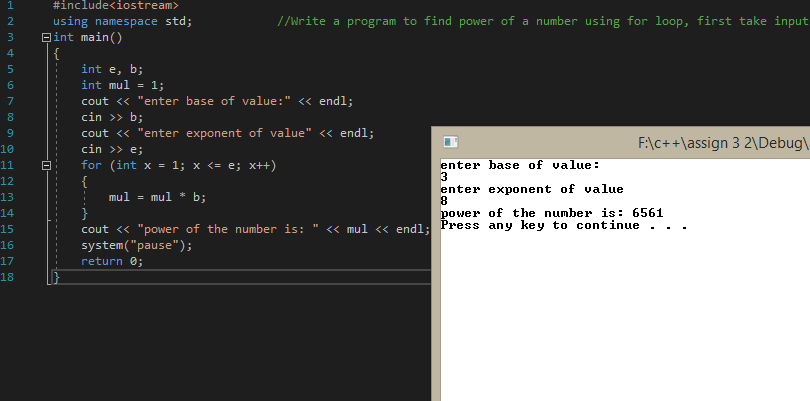 1 #include<iostream>
2 using namespace std; //Write a program to find power of a number using for loop, first take input
3 int main()
4 {
5 int e, b;
6 int mul = 1;
7 cout << "enter base of value:" << endl;
8 cin >> b;
9 cout << "enter exponent of value" << endl;
10 cin >> e;
11 for (int x = 1; x <= e; x++)
12 {
13 mul = mul * b;
14 }
15 cout << "power of the number is: " << mul << endl;
16 system("pause");
17 return 0;
18 }
F:\c++\assign 3 2\Debug\
enter base of value:
3
enter exponent of value
8
power of the number is: 6561
Press any key to continue . . .